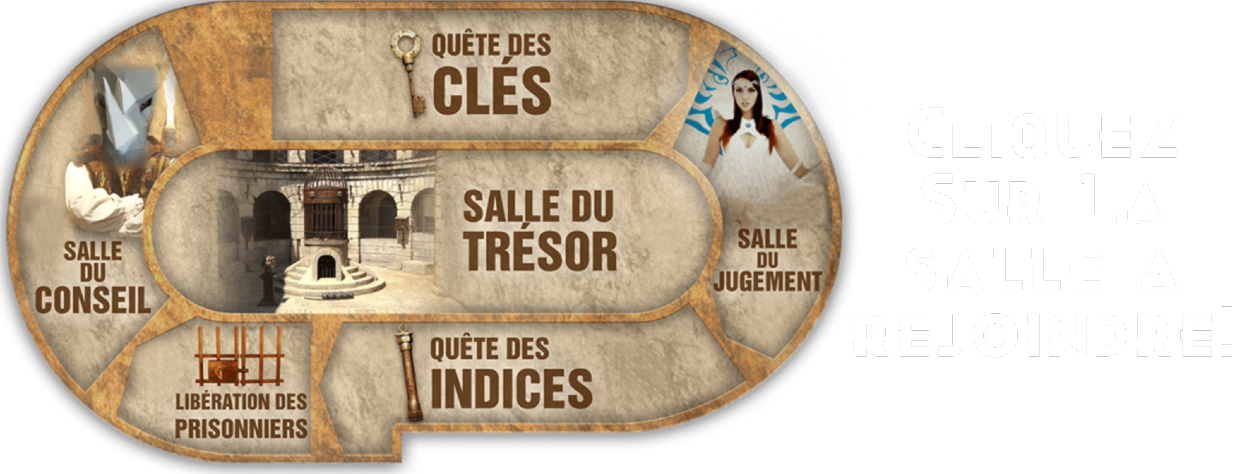 QUÊTE DES
CLÉS
SALLE DU
TRÉSOR
SALLE
DU
CONSEIL
SALLE
DU
JUGEMENT
LIBÉRATION DES
PRISONNIERS
QUÊTE DES
INDICES
CLIQUEZ
SUR LA
SALLE A
REJOINDRE!